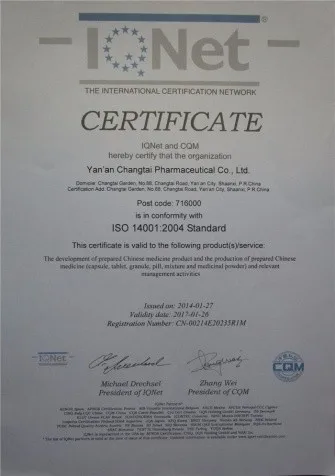 IQNet ®
THE INTERNATIONAL CERTIFICATION NETWORK
CERTIFICATE
IQNet and CQM
hereby certify that the organization
Yan'an Changtai Pharmaceutical Co., Ltd.
Domicile: Changtai Garden, No.88, Changtai Road, Yan'an City, Shaanxi, P.R.China
Certification Add: Changtai Garden, No.88, Changtai Road, Yan'an City, Shaanxi, P.R.China
Post code: 716000
is in conformity with
ISO 14001:2004 Standard
This certificate is valid to the following product(s)/service:
The development of prepared Chinese medicine product and the production of prepared Chinese
medicine (capsule, tablet, granule, pill, mixture and medicinal powder) and relevant
management activities
Issued on: 2014-01-27
Validity date: 2017-01-26
Registration Number: CN-00214E20235R1M
IQNet
CQM
Michael Drechsel Zhang Wei
President of IQNet President of CQM